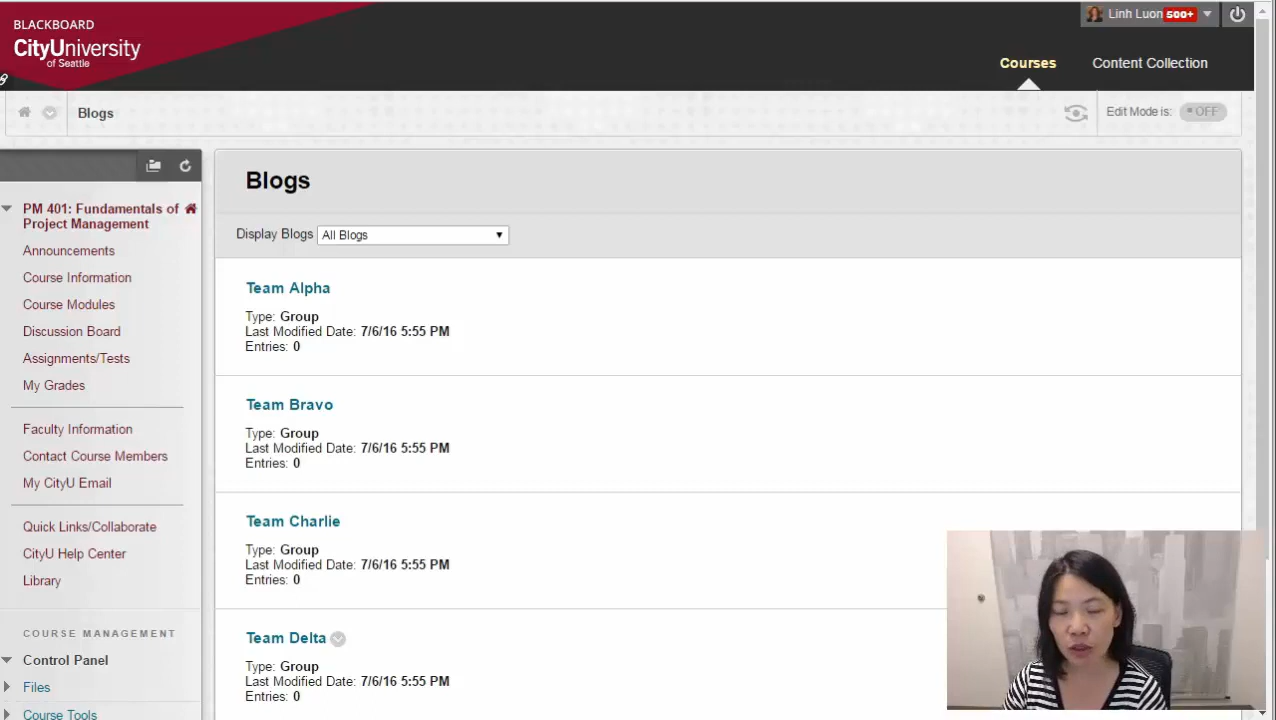 BLACKBOARD
CityUniversity
of Seattle
Linh Luon 500+
Courses
Content Collection
Blogs
Edit Mode is: OFF
PM 401: Fundamentals of
Project Management
Announcements
Course Information
Course Modules
Discussion Board
Assignments/Tests
My Grades
Faculty Information
Contact Course Members
My CityU Email
Quick Links/Collaborate
CityU Help Center
Library
COURSE MANAGEMENT
Control Panel
Files
Course Tools
Blogs
Display Blogs All Blogs
Team Alpha
Type: Group
Last Modified Date: 7/6/16 5:55 PM
Entries: 0
Team Bravo
Type: Group
Last Modified Date: 7/6/16 5:55 PM
Entries: 0
Team Charlie
Type: Group
Last Modified Date: 7/6/16 5:55 PM
Entries: 0
Team Delta
Type: Group
Last Modified Date: 7/6/16 5:55 PM
Entries: 0